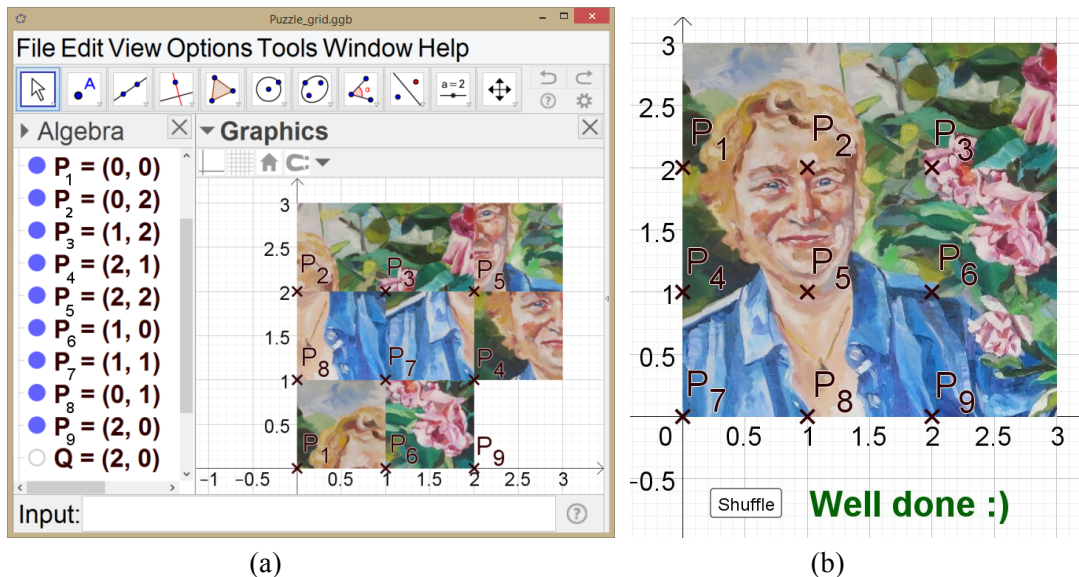 Puzzle_grid.ggb
File Edit View Options Tools Window Help
A
α
a=2
Algebra
Graphics
P1 = (0, 0)
P2 = (0, 2)
P3 = (1, 2)
P4 = (2, 1)
P5 = (2, 2)
P6 = (1, 0)
P7 = (1, 1)
P8 = (0, 1)
P9 = (2, 0)
Q = (2, 0)
3
2.5
P2 P3 P5
2
1.5
P8 P7 P4
1
0.5
P1 P6 P9
−1 −0.5 0.5 1 1.5 2 2.5 3
Input:
(a)
3
2.5
P1 P2 P3
2
1.5
P4 P5 P6
1
0.5
P7 P8 P9
0 0.5 1 1.5 2 2.5 3
−0.5
Shuffle
Well done :)
(b)